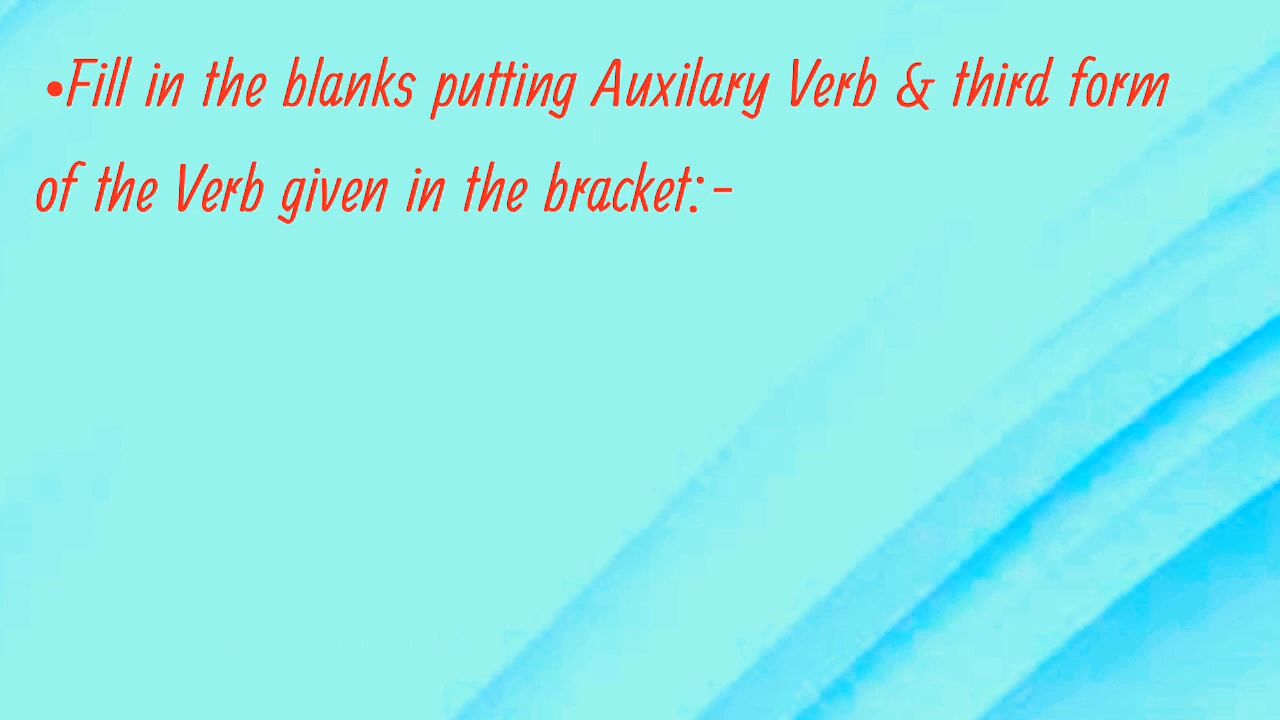 •Fill in the blanks putting Auxilary Verb & third form
of the Verb given in the bracket:-